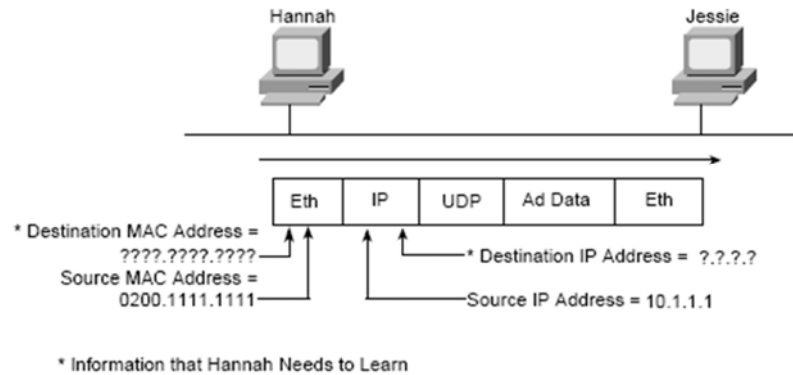 Hannah
Jessie
Eth
IP
UDP
Ad Data
Eth
* Destination MAC Address =
????.????.????
Source MAC Address =
0200.1111.1111
* Destination IP Address = ?.?.?.?
Source IP Address = 10.1.1.1
* Information that Hannah Needs to Learn